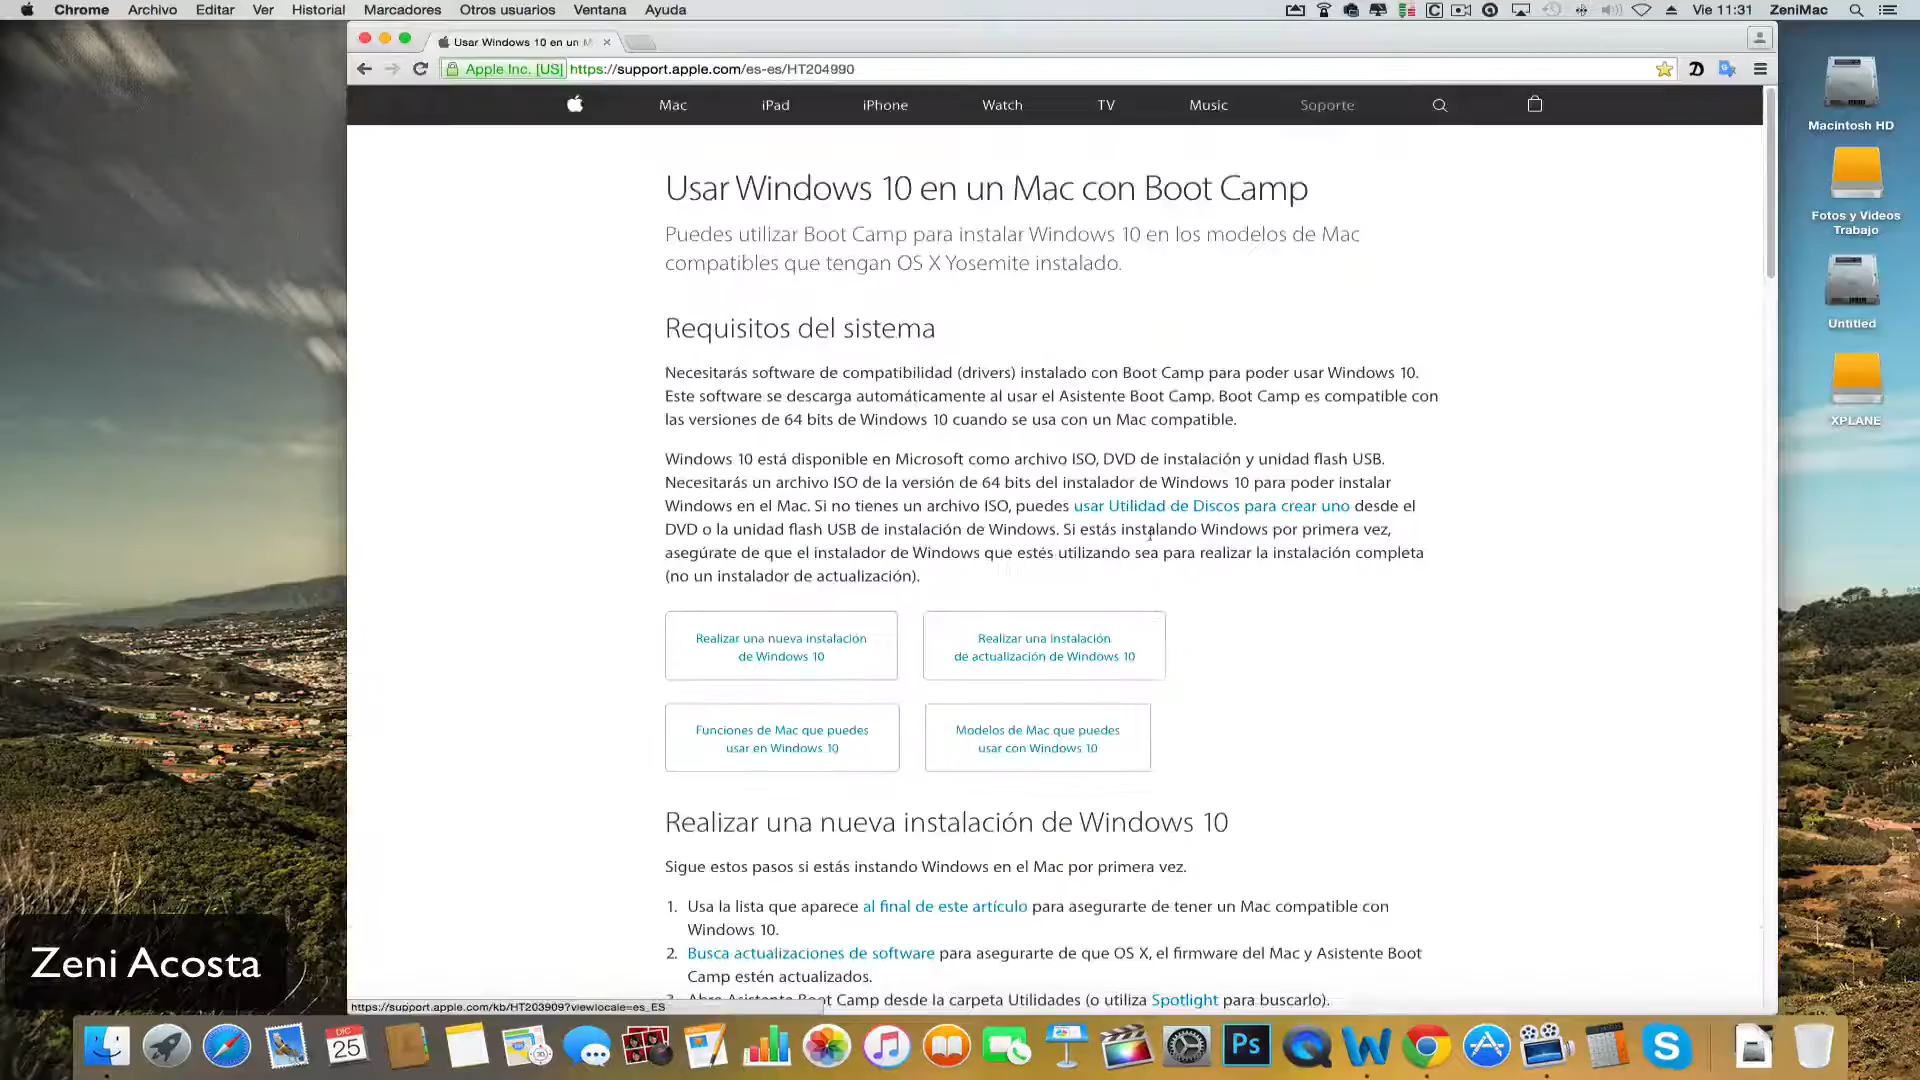 Chrome Archivo Editar Ver Historial Marcadores Otros usuarios Ventana Ayuda Vie 11:31 ZeniMac
Usar Windows 10 en un M
Apple Inc. [US] https://support.apple.com/es-es/HT204990
Mac iPad iPhone Watch TV Music Soporte
Macintosh HD
Usar Windows 10 en un Mac con Boot Camp
Puedes utilizar Boot Camp para instalar Windows 10 en los modelos de Mac
compatibles que tengan OS X Yosemite instalado.
Fotos y Videos
Trabajo
Untitled
XPLANE
Requisitos del sistema
Necesitarás software de compatibilidad (drivers) instalado con Boot Camp para poder usar Windows 10.
Este software se descarga automáticamente al usar el Asistente Boot Camp. Boot Camp es compatible con
las versiones de 64 bits de Windows 10 cuando se usa con un Mac compatible.
Windows 10 está disponible en Microsoft como archivo ISO, DVD de instalación y unidad flash USB.
Necesitarás un archivo ISO de la versión de 64 bits del instalador de Windows 10 para poder instalar
Windows en el Mac. Si no tienes un archivo ISO, puedes usar Utilidad de Discos para crear uno desde el
DVD o la unidad flash USB de instalación de Windows. Si estás instalando Windows por primera vez,
asegúrate de que el instalador de Windows que estés utilizando sea para realizar la instalación completa
(no un instalador de actualización).
Realizar una nueva instalación
de Windows 10
Realizar una instalación
de actualización de Windows 10
Funciones de Mac que puedes
usar en Windows 10
Modelos de Mac que puedes
usar con Windows 10
Realizar una nueva instalación de Windows 10
Sigue estos pasos si estás instando Windows en el Mac por primera vez.
1. Usa la lista que aparece al final de este artículo para asegurarte de tener un Mac compatible con
Windows 10.
2. Busca actualizaciones de software para asegurarte de que OS X, el firmware del Mac y Asistente Boot
Camp estén actualizados.
3. Abre Asistente Boot Camp desde la carpeta Utilidades (o utiliza Spotlight para buscarlo).
https://support.apple.com/kb/HT203909?viewlocale=es_ES
Zeni Acosta
DIC
25
Ps